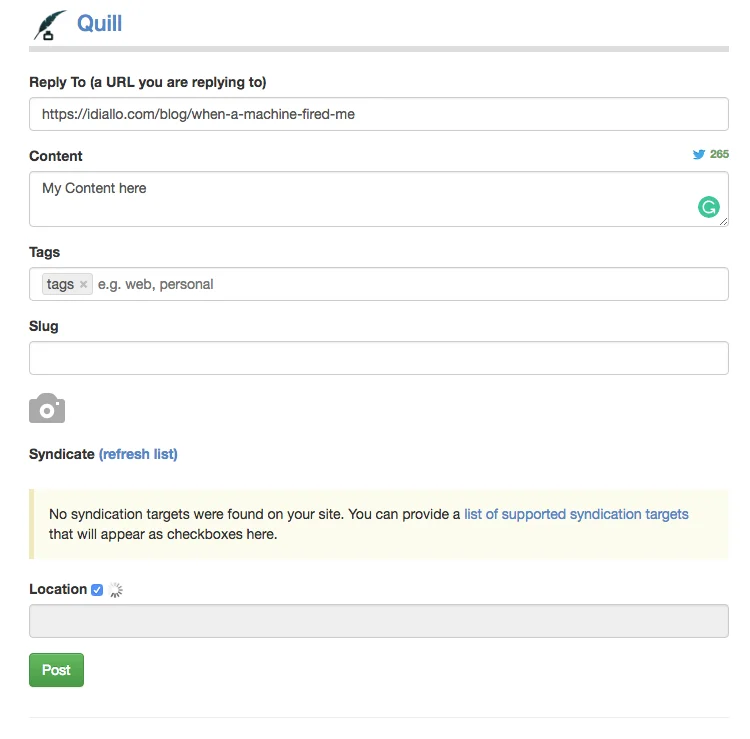 Quill
Reply To (a URL you are replying to)
https://idiallo.com/blog/when-a-machine-fired-me
Content 265
My Content here
Tags
tags × e.g. web, personal
Slug
Syndicate (refresh list)
No syndication targets were found on your site. You can provide a list of supported syndication targets
that will appear as checkboxes here.
Location
Post